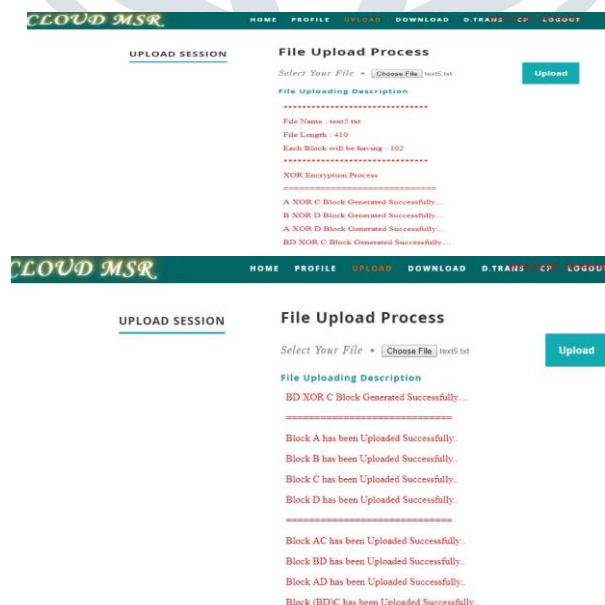 CLOUD MSR
HOME PROFILE UPLOAD DOWNLOAD D.TRANS CP LOGOUT
UPLOAD SESSION
File Upload Process
Select Your File • Choose File text5.txt
Upload
File Uploading Description
********************************
File Name : text5.txt
File Length : 410
Each Block will be having : 102
********************************
XOR Encryption Process
==============================
A XOR C Block Generated Successfully....
B XOR D Block Generated Successfully....
A XOR D Block Generated Successfully....
BD XOR C Block Generated Successfully....
CLOUD MSR
HOME PROFILE UPLOAD DOWNLOAD D.TRANS CP LOGOUT
UPLOAD SESSION
File Upload Process
Select Your File • Choose File text5.txt
Upload
File Uploading Description
BD XOR C Block Generated Successfully....
==============================
Block A has been Uploaded Successfully..
Block B has been Uploaded Successfully..
Block C has been Uploaded Successfully..
Block D has been Uploaded Successfully..
==============================
Block AC has been Uploaded Successfully..
Block BD has been Uploaded Successfully..
Block AD has been Uploaded Successfully..
Block (BD)C has been Uploaded Successfully..